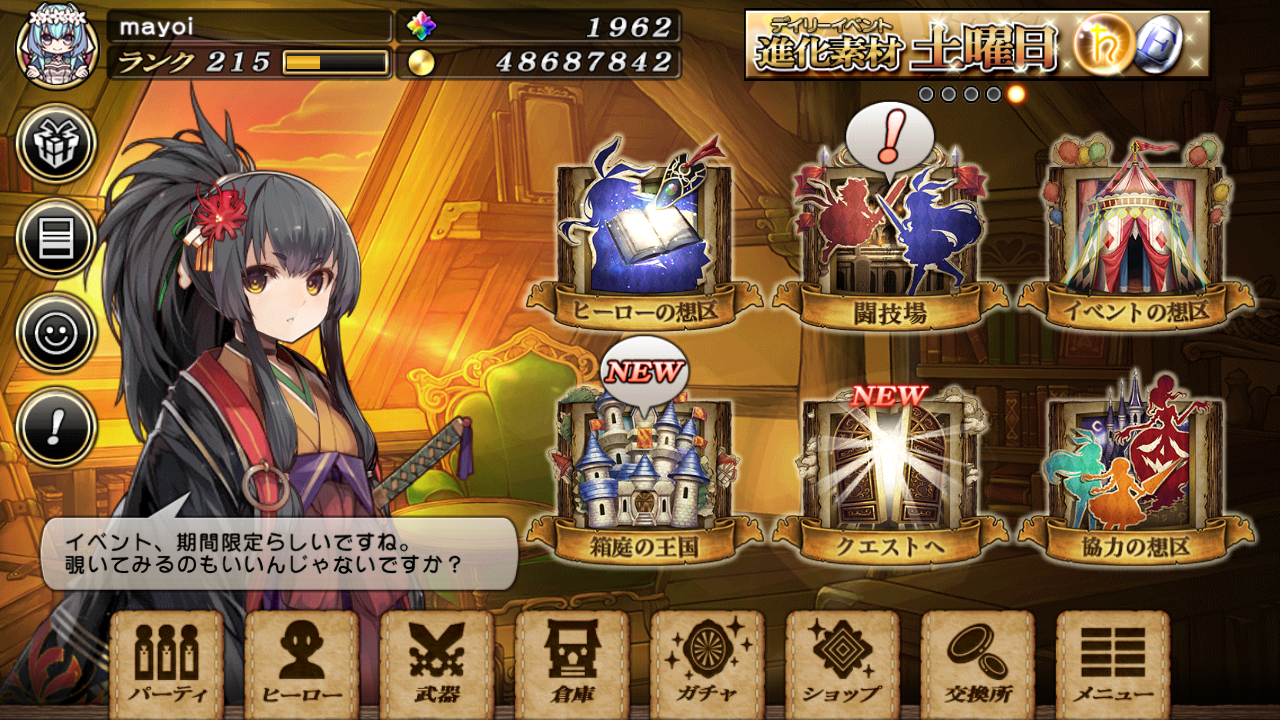 mayoi
1962
ランク 215
48687842
デイリーイベント
進化素材 土曜日
ヒーローの想区
闘技場
イベントの想区
NEW
NEW
箱庭の王国
クエストへ
協力の想区
イベント、期間限定らしいですね。
覗いてみるのもいいんじゃないですか？
パーティ
ヒーロー
武器
倉庫
ガチャ
ショップ
交換所
メニュー